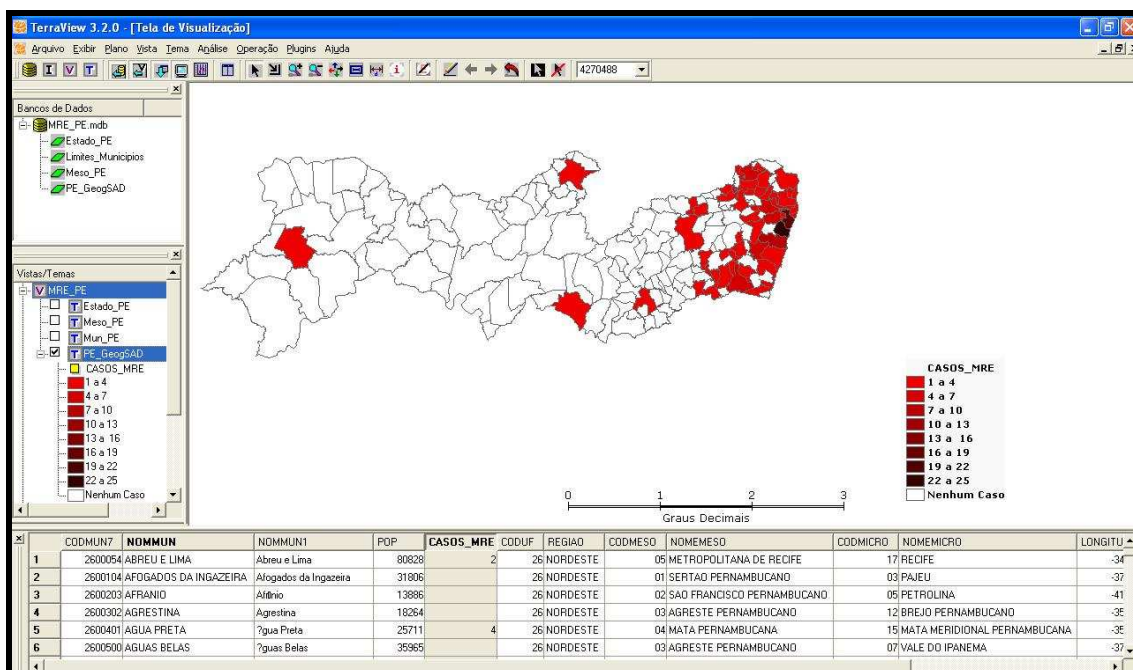 TerraView 3.2.0 - [Tela de Visualização]
Arquivo Exibir Plano Vista Tema Análise Operação Plugins Ajuda
4270488
Bancos de Dados
MRE_PE.mdb
Estado_PE
Limites_Municipios
Meso_PE
PE_GeogSAD
Vistas/Temas
MRE_PE
Estado_PE
Meso_PE
Mun_PE
PE_GeogSAD
CASOS_MRE
1 a 4
4 a 7
7 a 10
10 a 13
13 a 16
16 a 19
19 a 22
22 a 25
Nenhum Caso
CASOS_MRE
1 a 4
4 a 7
7 a 10
10 a 13
13 a 16
16 a 19
19 a 22
22 a 25
Nenhum Caso
0 1 2 3
Graus Decimais
CODMUN7 NOMMUN NOMMUN1 POP CASOS_MRE CODUF REGIAO CODMESO NOMEMESO CODMICRO NOMEMICRO LONGITU
1 2600054 ABREU E LIMA Abreu e Lima 80828 2 26 NORDESTE 05 METROPOLITANA DE RECIFE 17 RECIFE -34
2 2600104 AFOGADOS DA INGAZEIRA Afogados da Ingazeira 31806 26 NORDESTE 01 SERTAO PERNAMBUCANO 03 PAJEU -37
3 2600203 AFRANIO 13886 26 NORDESTE 02 SAO FRANCISCO PERNAMBUCANO 05 PETROLINA -41
4 2600302 AGRESTINA Agrestina 18264 26 NORDESTE 03 AGRESTE PERNAMBUCANO 12 BREJO PERNAMBUCANO -35
5 2600401 AGUA PRETA ?gua Preta 25711 4 26 NORDESTE 04 MATA PERNAMBUCANA 15 MATA MERIDIONAL PERNAMBUCANA -35
6 2600500 AGUAS BELAS ?guas Belas 35965 26 NORDESTE 03 AGRESTE PERNAMBUCANO 07 VALE DO IPANEMA -37